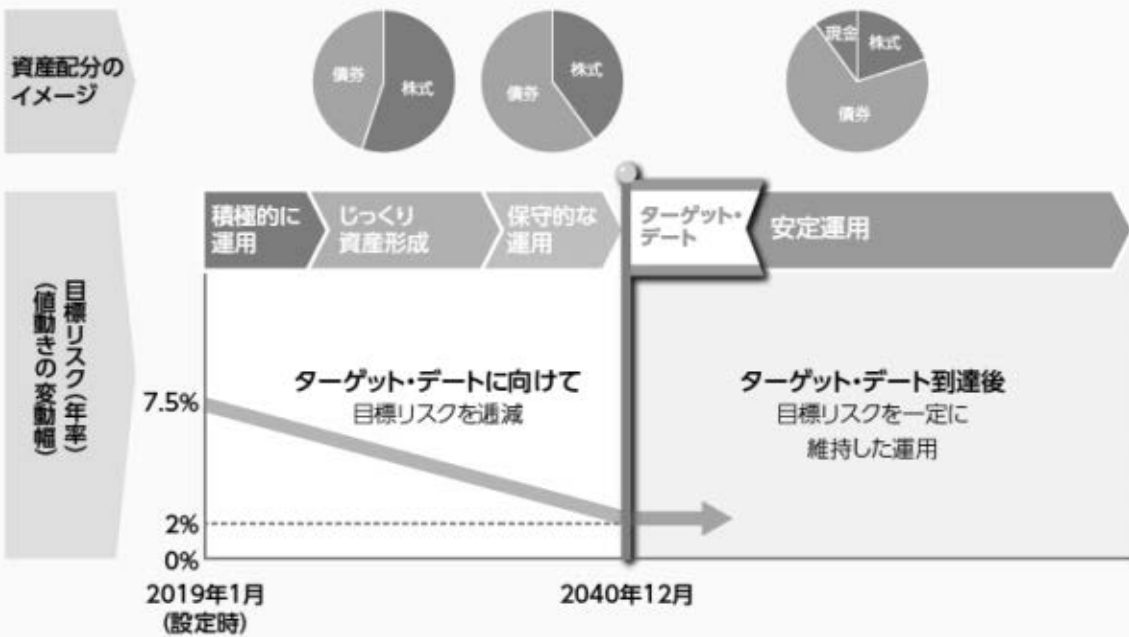 資産配分の
イメージ
債券
株式
債券
株式
現金
株式
債券
積極的に
運用
じっくり
資産形成
保守的な
運用
ターゲット・
デート
安定運用
目標リスク(年率)
(値動きの変動幅)
ターゲット・デートに向けて
目標リスクを逓減
ターゲット・デート到達後
目標リスクを一定に
維持した運用
7.5%
2%
0%
2019年1月
(設定時)
2040年12月